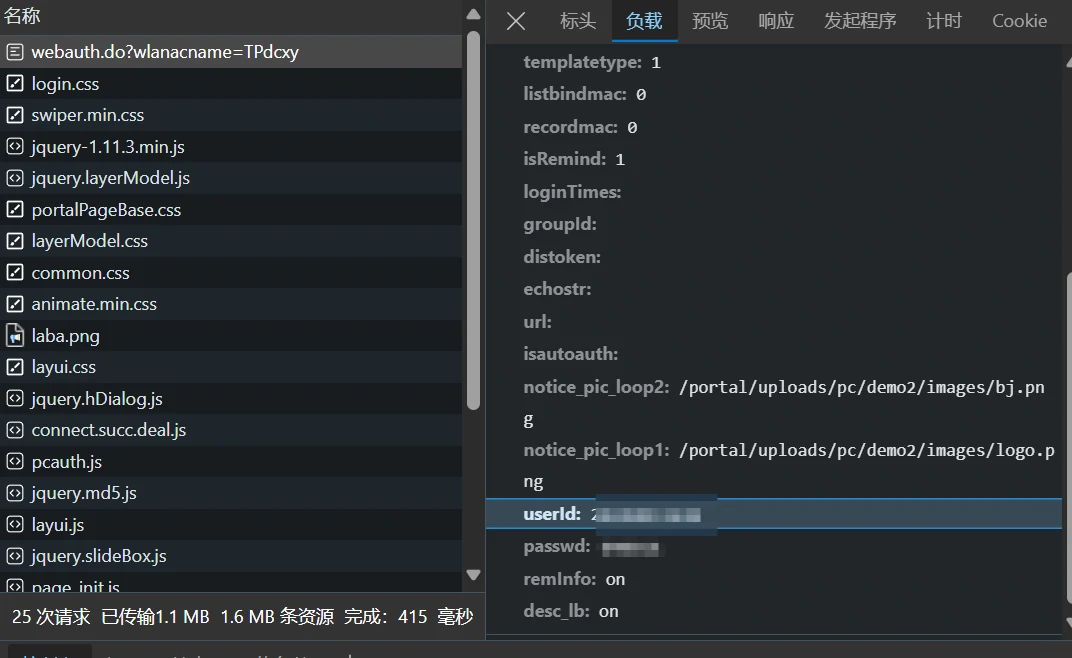 名称
webauth.do?wlanacname=TPdcxy
login.css
swiper.min.css
jquery-1.11.3.min.js
jquery.layerModel.js
portalPageBase.css
layerModel.css
common.css
animate.min.css
laba.png
layui.css
jquery.hDialog.js
connect.succ.deal.js
pcauth.js
jquery.md5.js
layui.js
jquery.slideBox.js
page_init.js
25 次请求 已传输1.1 MB 1.6 MB 条资源 完成：415 毫秒
标头 负载 预览 响应 发起程序 计时 Cookie
templatetype: 1
listbindmac: 0
recordmac: 0
isRemind: 1
loginTimes:
groupId:
distoken:
echostr:
url:
isautoauth:
notice_pic_loop2: /portal/uploads/pc/demo2/images/bj.pn
g
notice_pic_loop1: /portal/uploads/pc/demo2/images/logo.p
ng
userId: 2
passwd:
remInfo: on
desc_lb: on